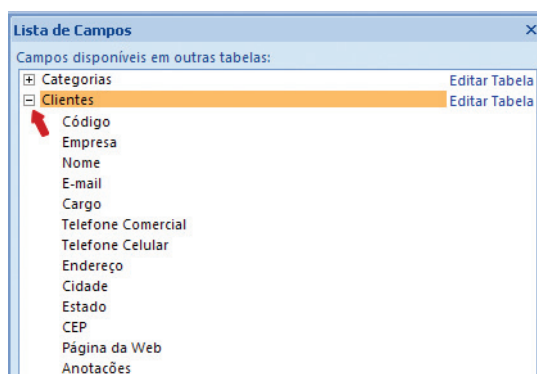 Lista de Campos
Campos disponíveis em outras tabelas:
Categorias Editar Tabela
Clientes Editar Tabela
Código
Empresa
Nome
E-mail
Cargo
Telefone Comercial
Telefone Celular
Endereço
Cidade
Estado
CEP
Página da Web
Anotações